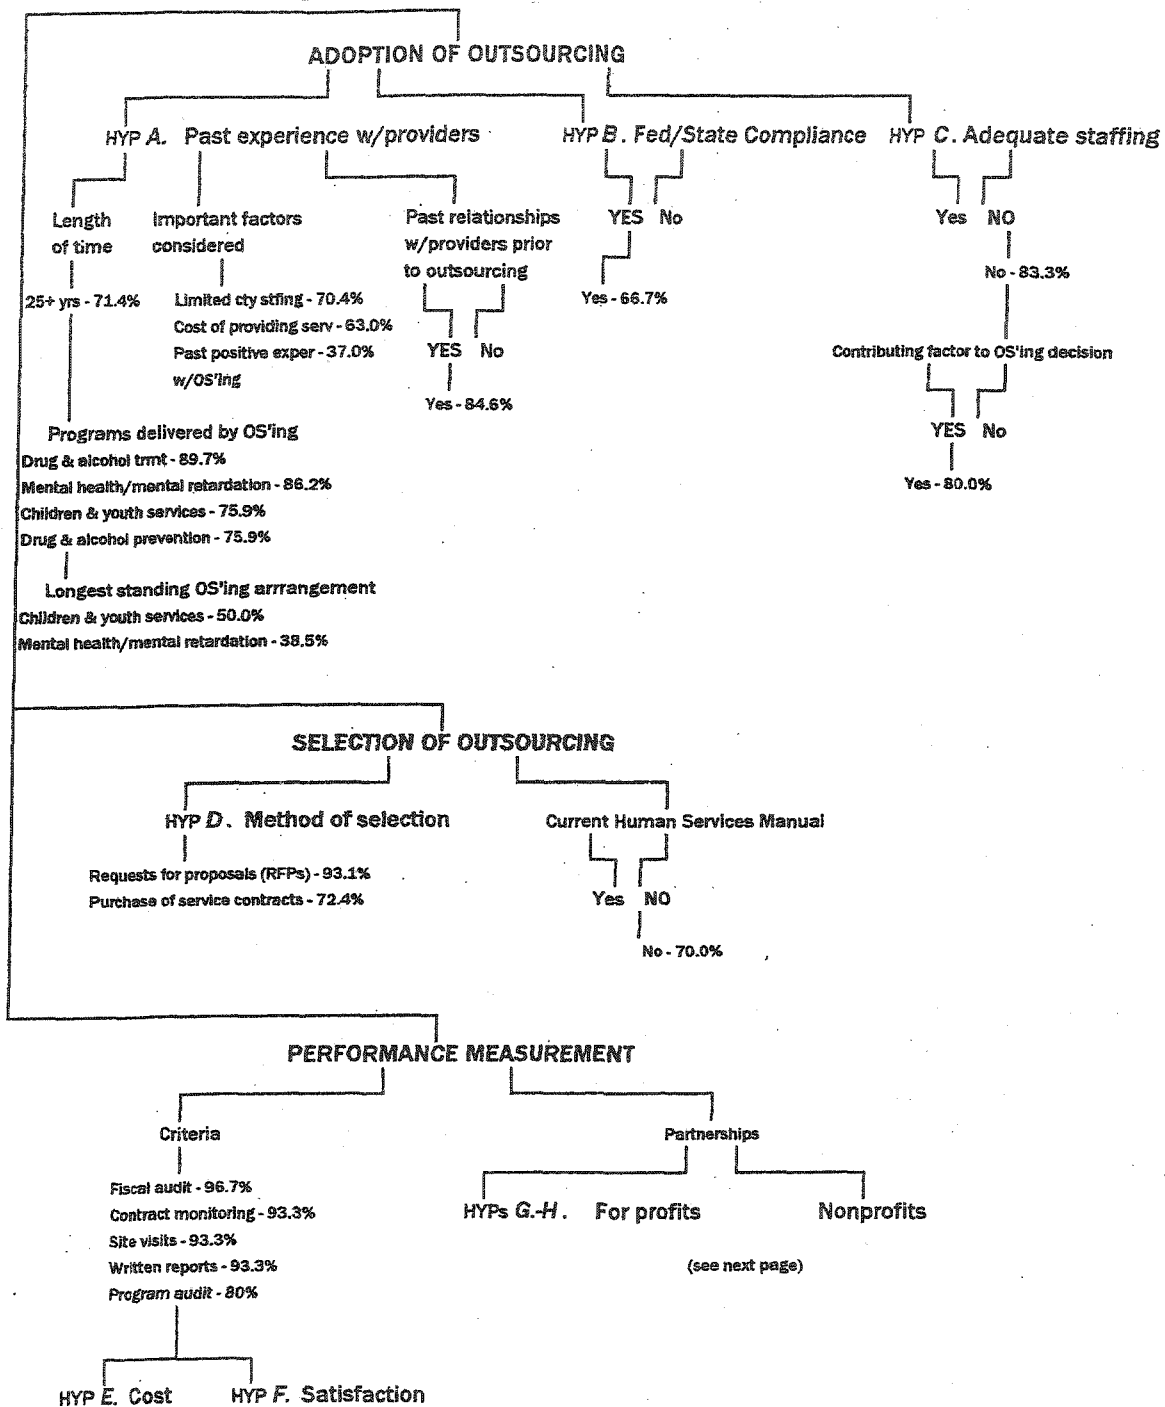 ADOPTION OF OUTSOURCING
HYP A. Past experience w/providers
HYP B. Fed/State Compliance
HYP C. Adequate staffing
Length
of time
25+ yrs - 71.4%
Important factors
considered
Limited cty stfing - 70.4%
Cost of providing serv - 63.0%
Past positive exper - 37.0%
w/OS'ing
Past relationships
w/providers prior
to outsourcing
YES No
Yes - 84.6%
YES No
Yes - 66.7%
Yes NO
No - 83.3%
Contributing factor to OS'ing decision
YES No
Yes - 80.0%
Programs delivered by OS'ing
Drug & alcohol trmt - 89.7%
Mental health/mental retardation - 86.2%
Children & youth services - 75.9%
Drug & alcohol prevention - 75.9%
Longest standing OS'ing arrrangement
Children & youth services - 50.0%
Mental health/mental retardation - 38.5%
SELECTION OF OUTSOURCING
HYP D. Method of selection
Requests for proposals (RFPs) - 93.1%
Purchase of service contracts - 72.4%
Current Human Services Manual
Yes NO
No - 70.0%
PERFORMANCE MEASUREMENT
Criteria
Fiscal audit - 96.7%
Contract monitoring - 93.3%
Site visits - 93.3%
Written reports - 93.3%
Program audit - 80%
HYP E. Cost
HYP F. Satisfaction
Partnerships
HYPs G.-H. For profits
Nonprofits
(see next page)